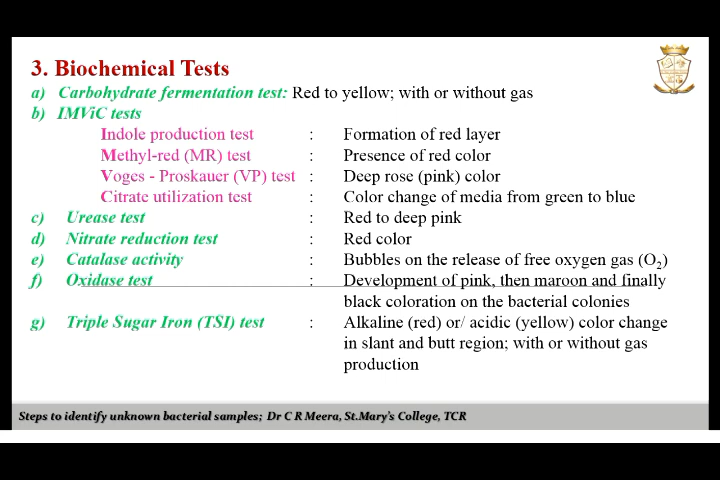 3. Biochemical Tests
a) Carbohydrate fermentation test: Red to yellow; with or without gas
b) IMViC tests
Indole production test : Formation of red layer
Methyl-red (MR) test : Presence of red color
Voges - Proskauer (VP) test : Deep rose (pink) color
Citrate utilization test : Color change of media from green to blue
c) Urease test : Red to deep pink
d) Nitrate reduction test : Red color
e) Catalase activity : Bubbles on the release of free oxygen gas (O2)
f) Oxidase test : Development of pink, then maroon and finally
black coloration on the bacterial colonies
g) Triple Sugar Iron (TSI) test : Alkaline (red) or/ acidic (yellow) color change
in slant and butt region; with or without gas
production
Steps to identify unknown bacterial samples; Dr C R Meera, St.Mary's College, TCR